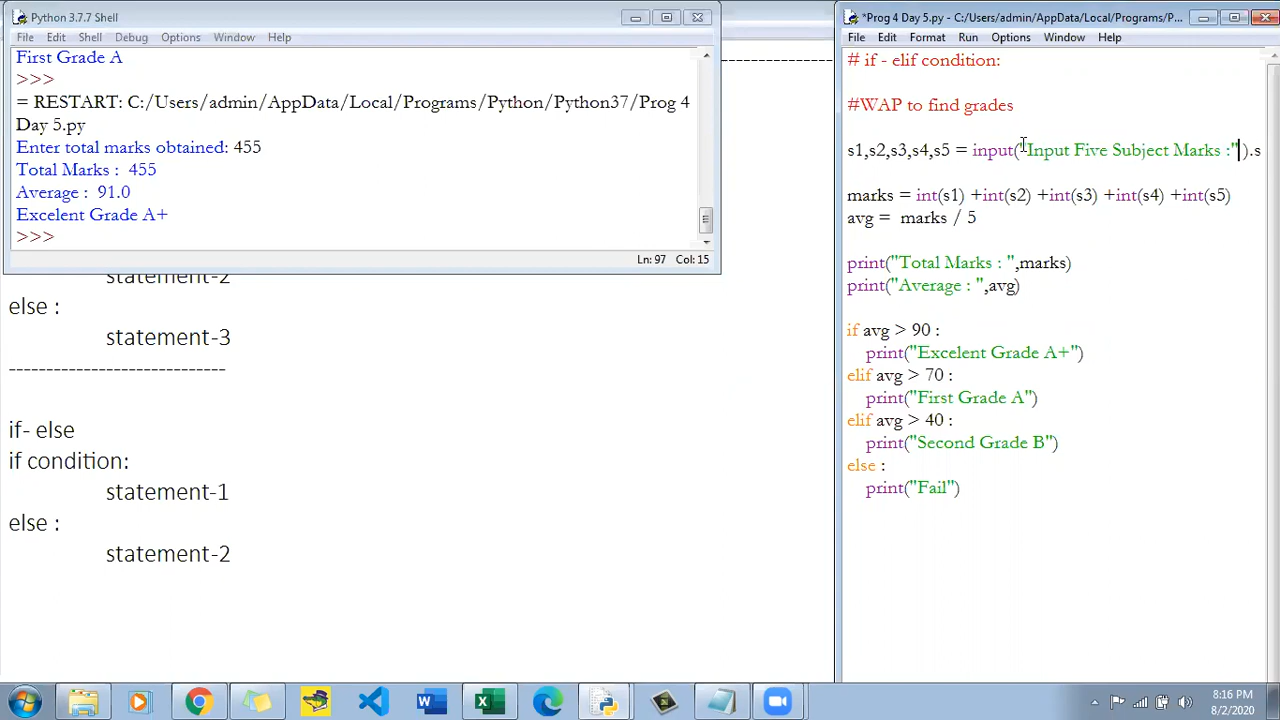 Python 3.7.7 Shell
File Edit Shell Debug Options Window Help
First Grade A
>>>
= RESTART: C:/Users/admin/AppData/Local/Programs/Python/Python37/Prog 4
Day 5.py
Enter total marks obtained: 455
Total Marks :  455
Average :  91.0
Excelent Grade A+
>>>
Ln: 97 Col: 15
statement-2
else :
statement-3
----------------------------
if- else
if condition:
statement-1
else :
statement-2
*Prog 4 Day 5.py - C:/Users/admin/AppData/Local/Programs/P...
File Edit Format Run Options Window Help
# if - elif condition:
#WAP to find grades
s1,s2,s3,s4,s5 = input("Input Five Subject Marks :" ).s
marks = int(s1) +int(s2) +int(s3) +int(s4) +int(s5)
avg =  marks / 5
print("Total Marks : ",marks)
print("Average : ",avg)
if avg > 90 :
print("Excelent Grade A+")
elif avg > 70 :
print("First Grade A")
elif avg > 40 :
print("Second Grade B")
else :
print("Fail")
8:16 PM
8/2/2020